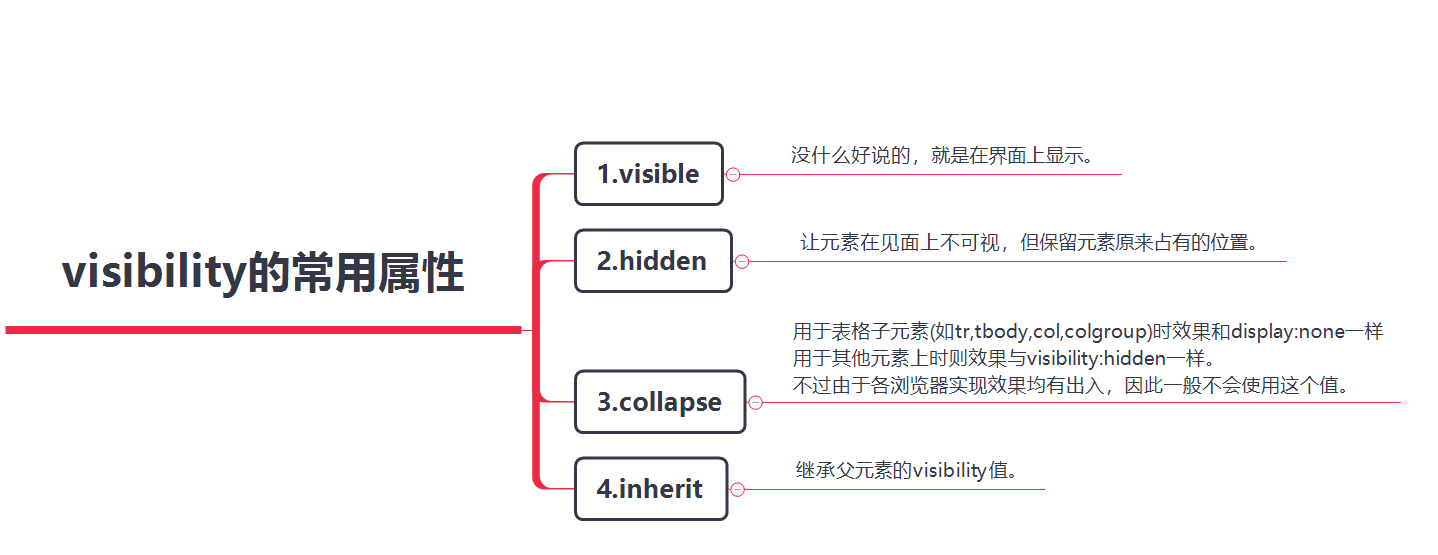 visibility的常用属性
1.visible
没什么好说的，就是在界面上显示。
2.hidden
让元素在见面上不可视，但保留元素原来占有的位置。
3.collapse
用于表格子元素(如tr,tbody,col,colgroup)时效果和display:none一样
用于其他元素上时则效果与visibility:hidden一样。
不过由于各浏览器实现效果均有出入，因此一般不会使用这个值。
4.inherit
继承父元素的visibility值。